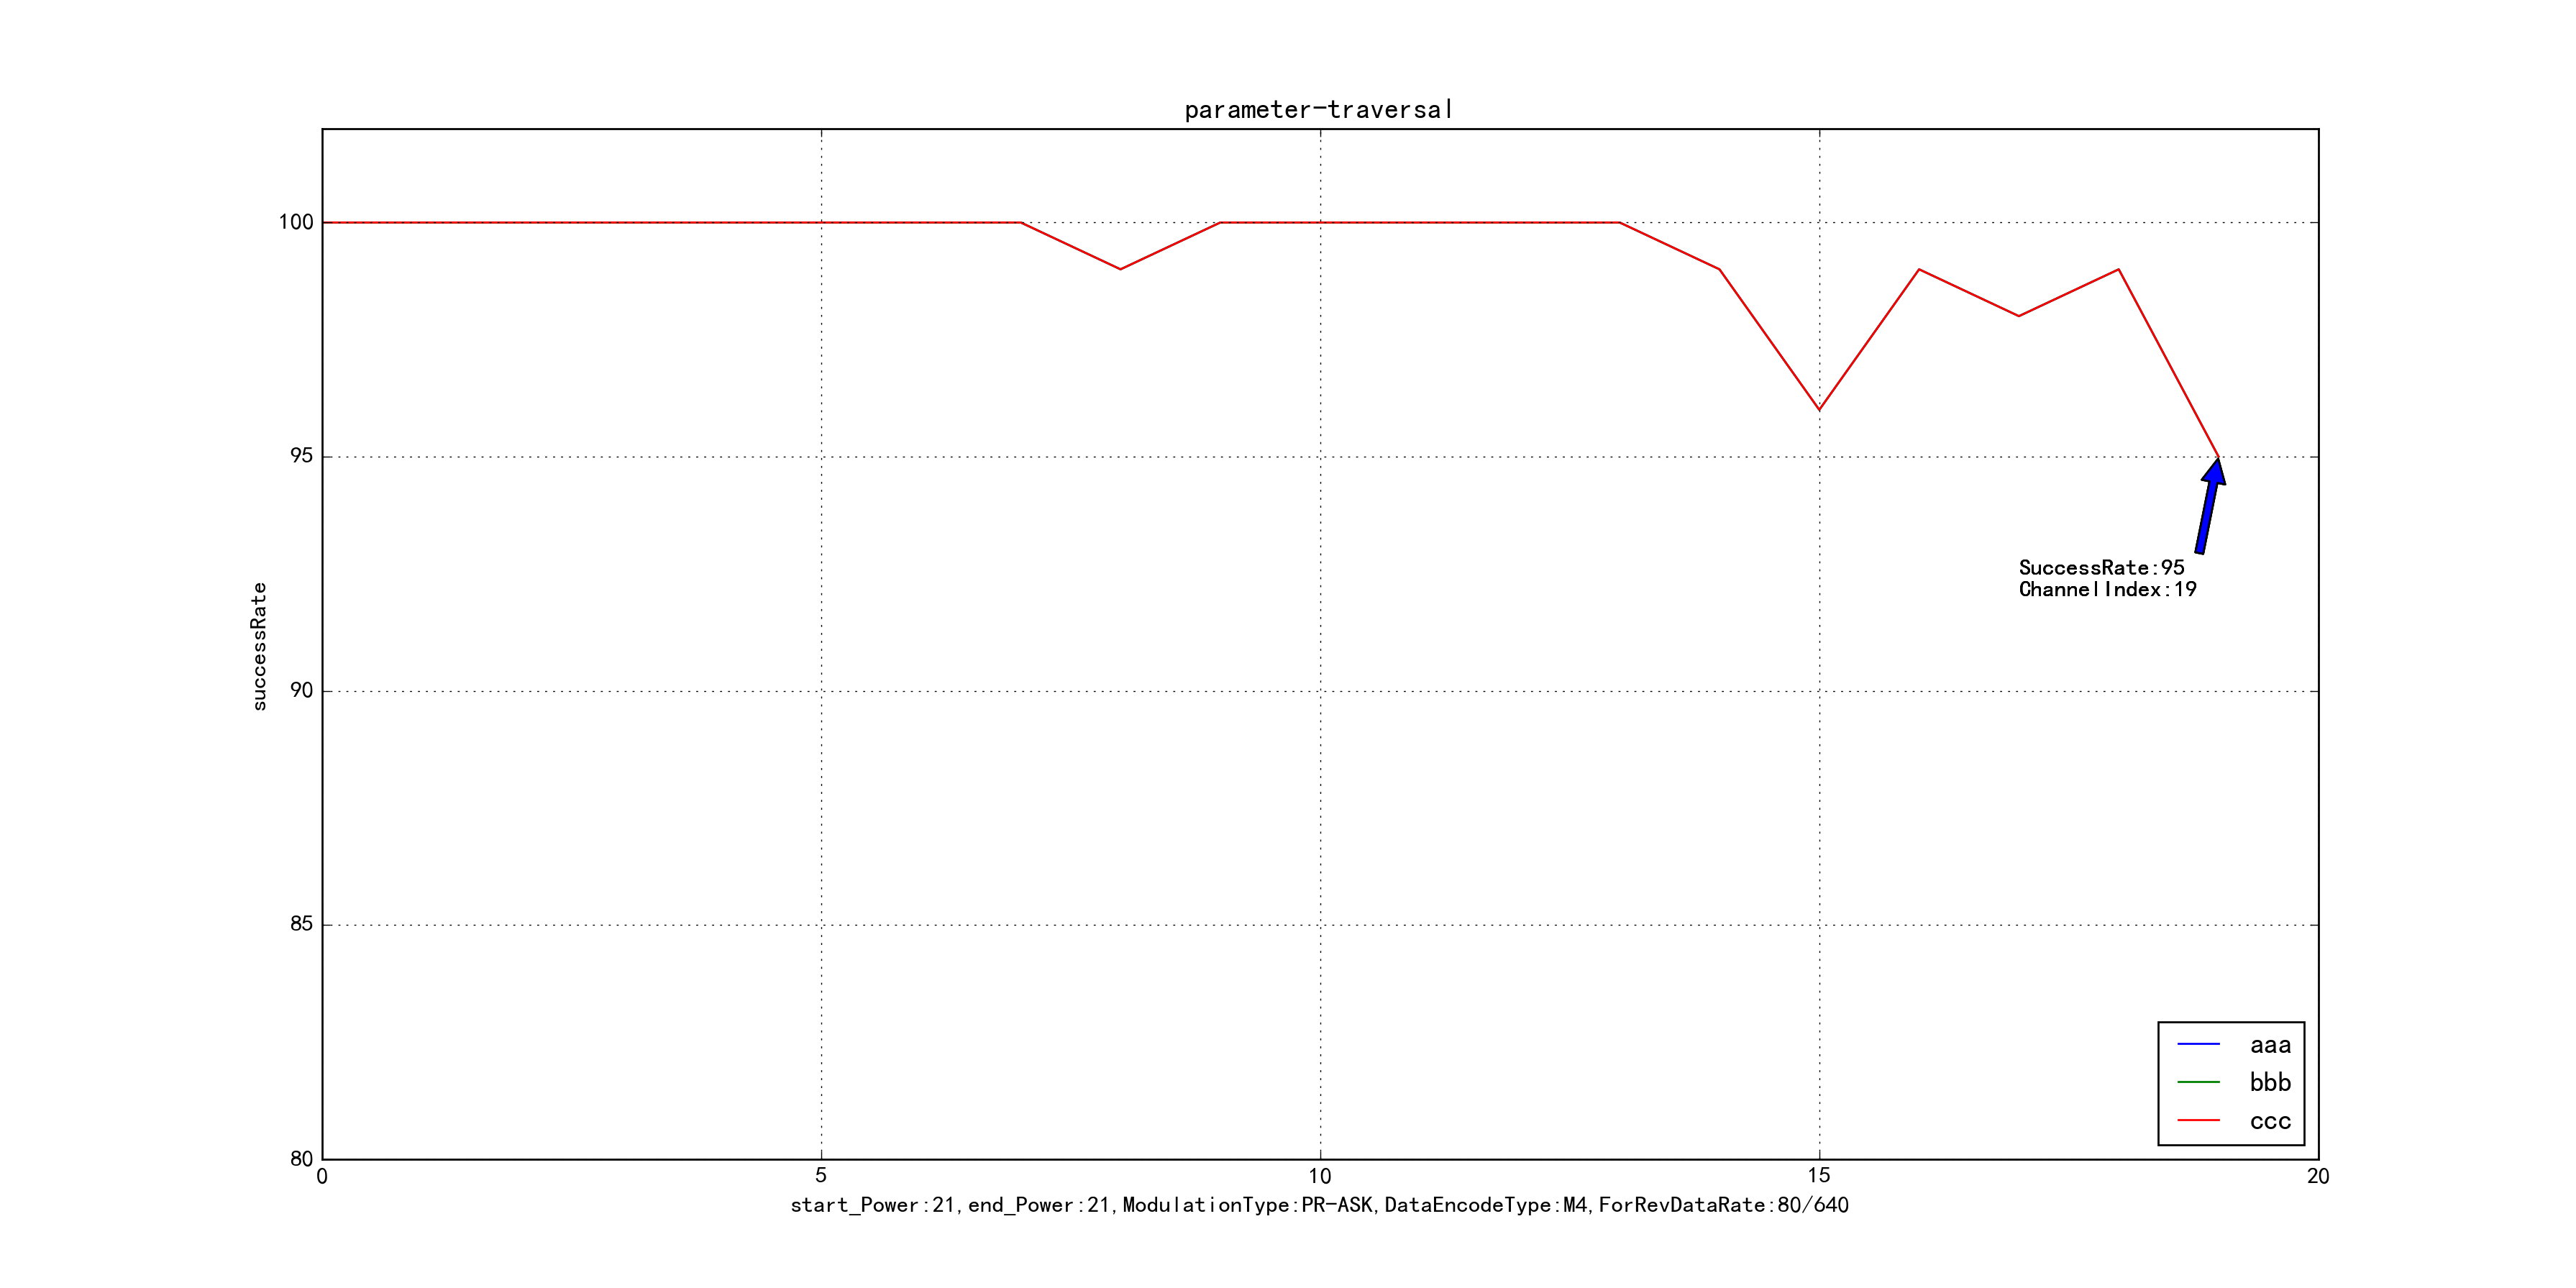 parameter-traversal
100
95
90
85
80
successRate
SuccessRate:95
ChannelIndex:19
aaa
bbb
ccc
0 5 10 15 20
start_Power:21,end_Power:21,ModulationType:PR-ASK,DataEncodeType:M4,ForRevDataRate:80/640